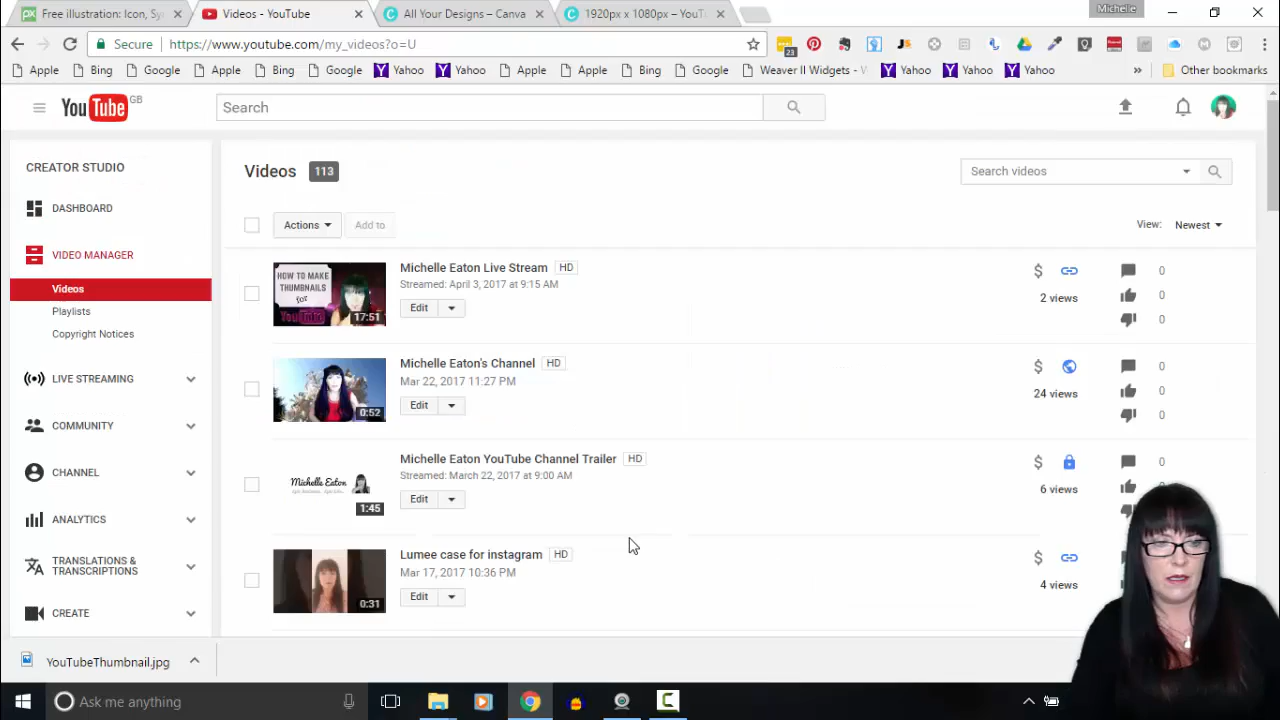 Free illustration: Icon, Sy
Videos - YouTube
All Your Designs – Canva
1920px x 1080px – YouT
Michelle
Secure
https://www.youtube.com/my_videos?o=U
23
Apple
Bing
Google
Apple
Bing
Google
Yahoo
Yahoo
Apple
Apple
Bing
Google
Weaver II Widgets - V
Yahoo
Yahoo
Yahoo
»
Other bookmarks
YouTube GB
Search
CREATOR STUDIO
DASHBOARD
VIDEO MANAGER
Videos
Playlists
Copyright Notices
LIVE STREAMING
COMMUNITY
CHANNEL
ANALYTICS
TRANSLATIONS &
TRANSCRIPTIONS
CREATE
Videos 113
Search videos
Actions
Add to
View: Newest
HOW TO MAKE
THUMBNAILS
for
YouTube
17:51
Michelle Eaton Live Stream HD
Streamed: April 3, 2017 at 9:15 AM
Edit
$
2 views
0
0
0
0:52
Michelle Eaton's Channel HD
Mar 22, 2017 11:27 PM
Edit
$
24 views
0
0
0
Michelle Eaton
1:45
Michelle Eaton YouTube Channel Trailer HD
Streamed: March 22, 2017 at 9:00 AM
Edit
$
6 views
0
0:31
Lumee case for instagram HD
Mar 17, 2017 10:36 PM
Edit
$
4 views
YouTubeThumbnail.jpg
Ask me anything